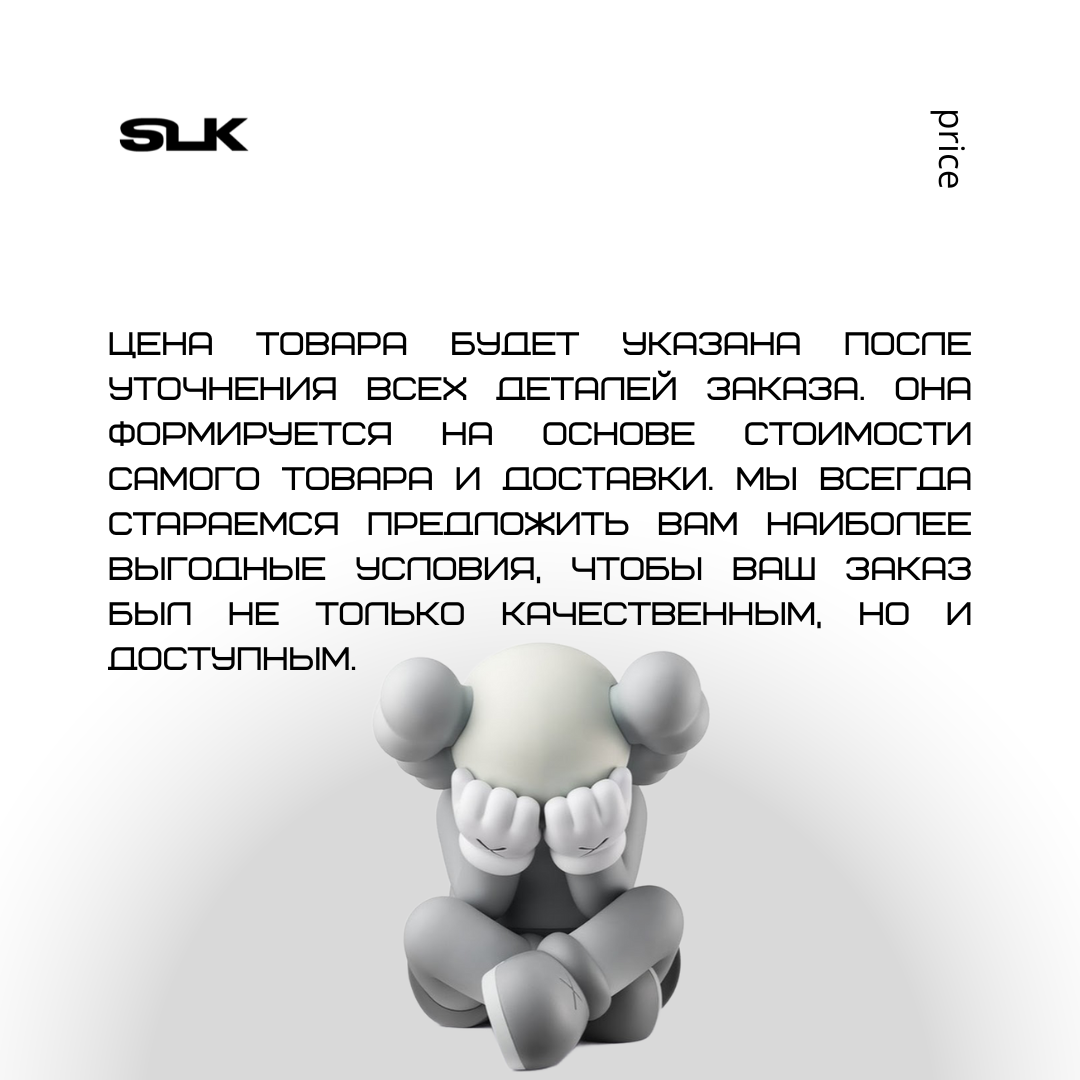 SLK
price
ЦЕНА ТОВАРА БУДЕТ УКАЗАНА ПОСЛЕ
УТОЧНЕНИЯ ВСЕХ ДЕТАЛЕЙ ЗАКАЗА. ОНА
ФОРМИРУЕТСЯ НА ОСНОВЕ СТОИМОСТИ
САМОГО ТОВАРА И ДОСТАВКИ. МЫ ВСЕГДА
СТАРАЕМСЯ ПРЕДЛОЖИТЬ ВАМ НАИБОЛЕЕ
ВЫГОДНЫЕ УСЛОВИЯ, ЧТОБЫ ВАШ ЗАКАЗ
БЫЛ НЕ ТОЛЬКО КАЧЕСТВЕННЫМ, НО И
ДОСТУПНЫМ.